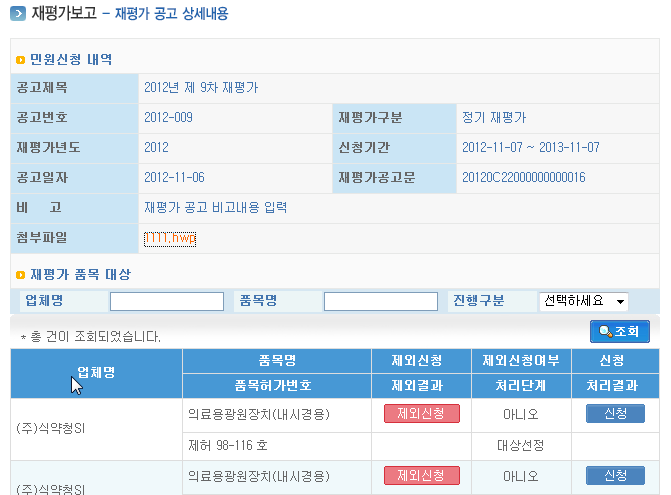 재평가보고 - 재평가 공고 상세내용
민원신청 내역
공고제목 2012년 제 9차 재평가
공고번호 2012-009 재평가구분 정기 재평가
재평가년도 2012 신청기간 2012-11-07 ~ 2013-11-07
공고일자 2012-11-06 재평가공고문 20120C22000000000016
비 고 재평가 공고 비고내용 입력
첨부파일 1111.hwp
재평가 품목 대상
업체명 품목명 진행구분 선택하세요
* 총 건이 조회되었습니다. 조회
업체명 품목명 제외신청 제외신청여부 신청
품목허가번호 제외결과 처리단계 처리결과
(주)식약청SI 의료용광원장치(내시경용) 제외신청 아니오 신청
제허 98-116 호 대상선정
(주)식약청SI 의료용광원장치(내시경용) 제외신청 아니오 신청